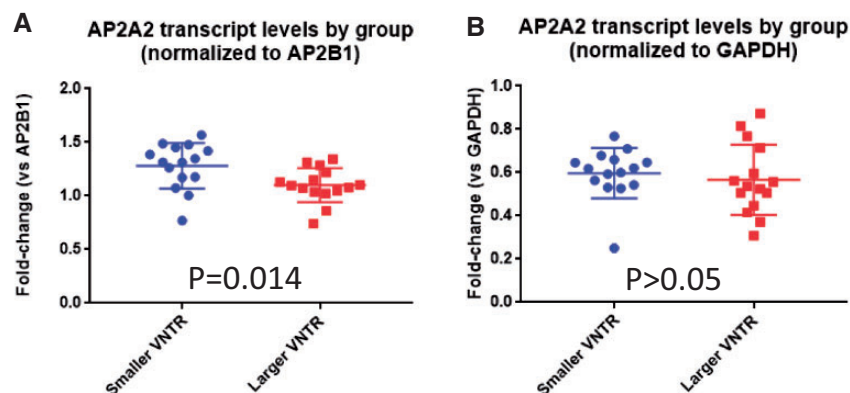 A
AP2A2 transcript levels by group
(normalized to AP2B1)
Fold-change (vs AP2B1)
2.0
1.5
1.0
0.5
0.0
P=0.014
Smaller VNTR
Larger VNTR
B
AP2A2 transcript levels by group
(normalized to GAPDH)
Fold-change (vs GAPDH)
1.0
0.8
0.6
0.4
0.2
0.0
P>0.05
Smaller VNTR
Larger VNTR